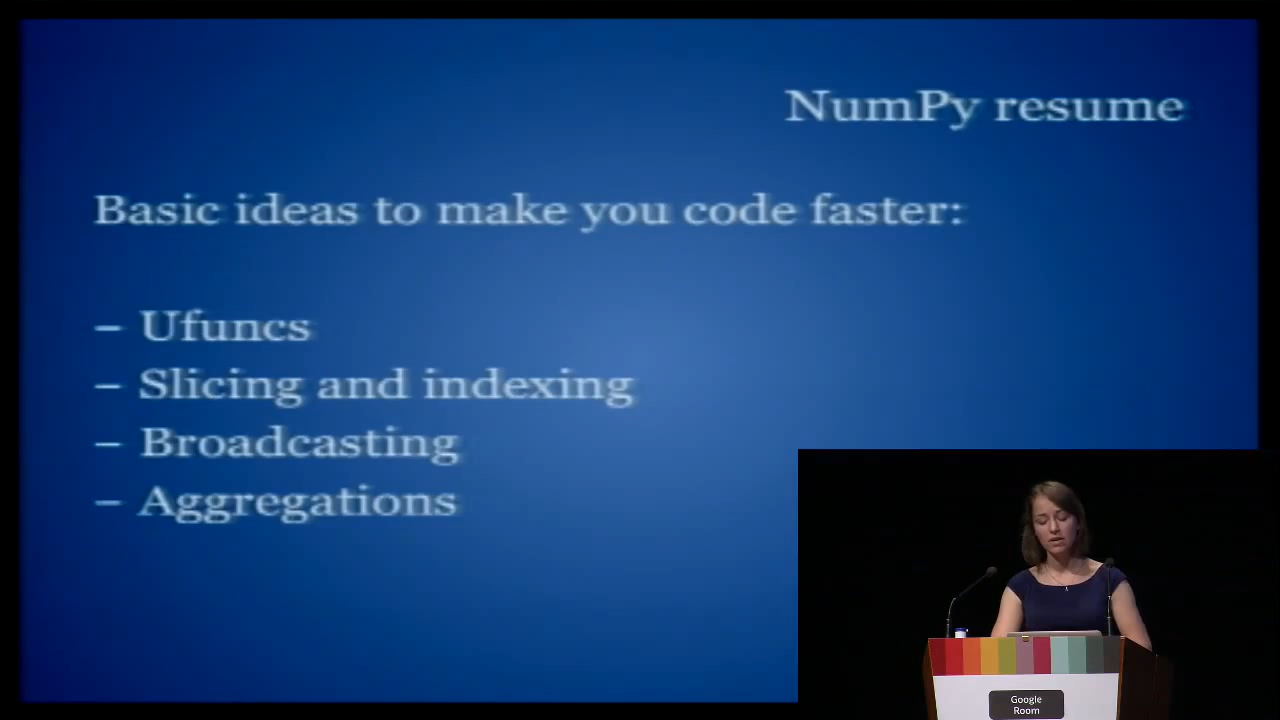 NumPy resume
Basic ideas to make you code faster:
– Ufuncs
– Slicing and indexing
– Broadcasting
– Aggregations
Google
Room